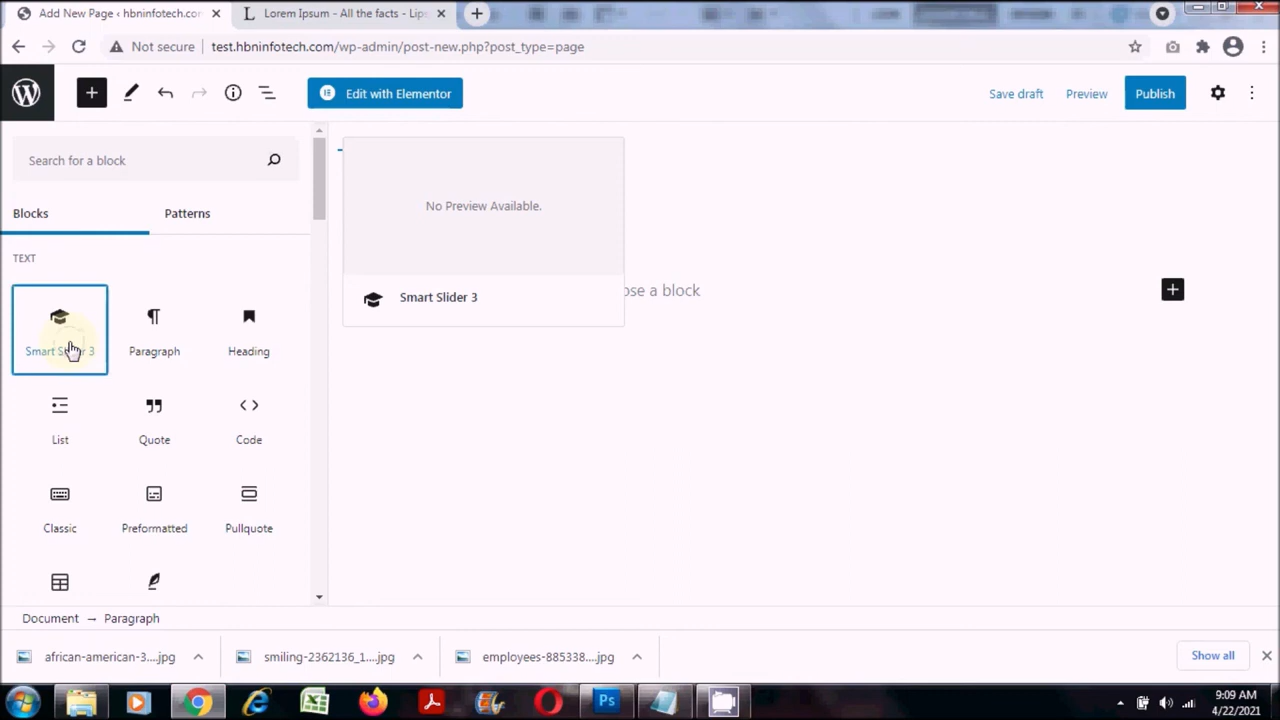 Add New Page ‹ hbninfotech.cor
Lorem Ipsum - All the facts - Lips
Not secure
test.hbninfotech.com/wp-admin/post-new.php?post_type=page
Edit with Elementor
Save draft
Preview
Publish
Search for a block
Blocks
Patterns
No Preview Available.
TEXT
Smart Slider 3
ose a block
Smart Slider 3
Paragraph
Heading
List
Quote
Code
Classic
Preformatted
Pullquote
Document → Paragraph
african-american-3....jpg
smiling-2362136_1....jpg
employees-885338....jpg
Show all
Ps
9:09 AM
4/22/2021